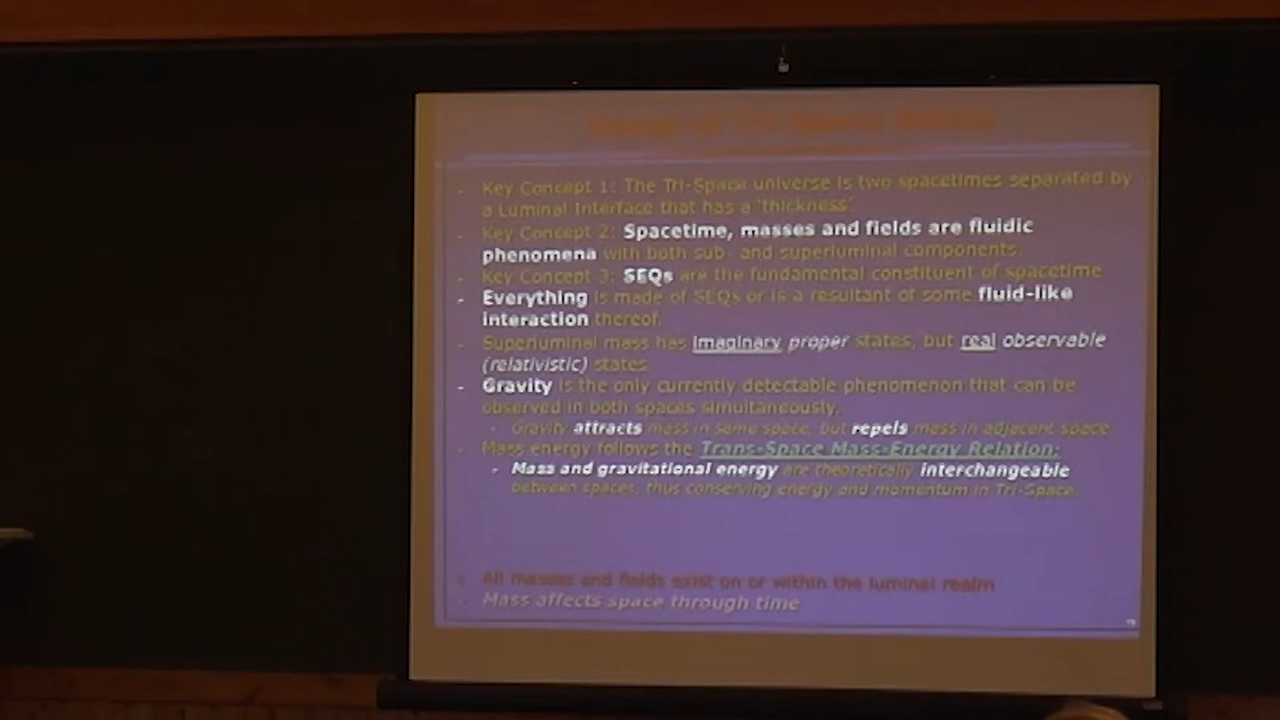 - Key Concept 1: The Tri-Space universe is two spacetimes separated by
a Luminal Interface that has a 'thickness'.
- Key Concept 2: Spacetime, masses and fields are fluidic
phenomena with both sub- and superluminal components.
- Key Concept 3: SEQs are the fundamental constituent of spacetime
- Everything is made of SEQs or is a resultant of some fluid-like
interaction thereof.
- Superluminal mass has imaginary proper states, but real observable
(relativistic) states
- Gravity is the only currently detectable phenomenon that can be
observed in both spaces simultaneously.
- Gravity attracts mass in same space, but repels mass in adjacent space
- Mass energy follows the Trans-Space Mass-Energy Relation:
- Mass and gravitational energy are theoretically interchangeable
between spaces, thus conserving energy and momentum in Tri-Space.
- All masses and fields exist on or within the luminal realm
- Mass affects space through time